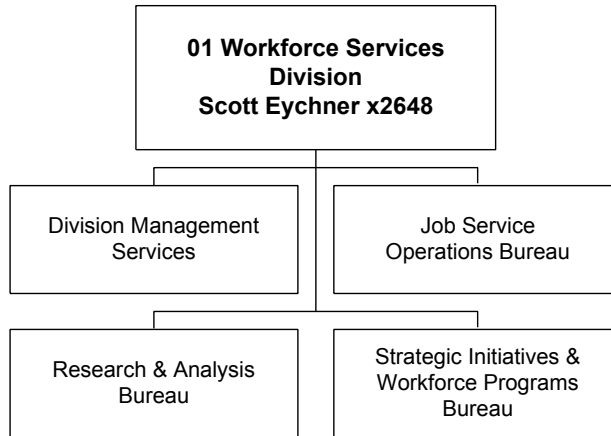 01 Workforce Services
Division
Scott Eychner x2648
Division Management
Services
Job Service
Operations Bureau
Research & Analysis
Bureau
Strategic Initiatives &
Workforce Programs
Bureau